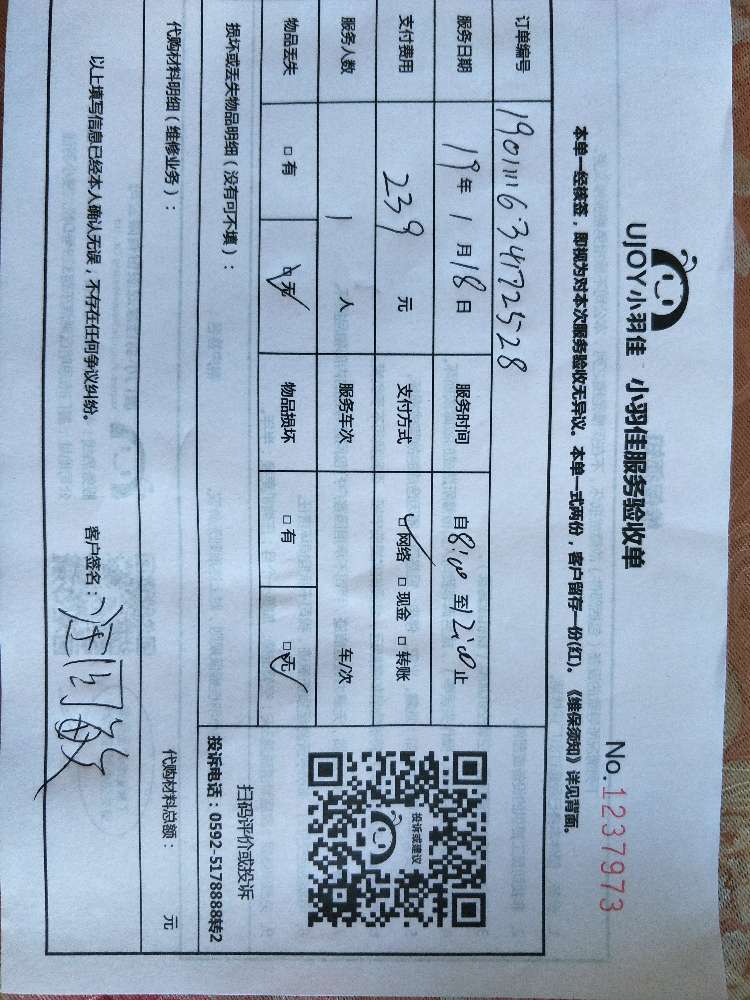 UJOY小羽佳 小羽佳服务验收单
No.1237973
本单一经核签，即视为对本次服务验收无异议。本单一式两份，客户留存一份(红)。《维保须知》详见背面。
订单编号 1901111634172528
服务日期 19年1月18日 服务时间 自8:00至12:00止
支付费用 239元 支付方式 ☑网络 □现金 □转账
服务人数 1人 服务车次 车/次
物品丢失 □有 ☑无 物品损坏 □有 ☑无
投诉或建议
扫码评价或投诉
投诉电话：0592-5178888转2
损坏或丢失物品明细（没有可不填）：
代购材料明细（维修业务）： 代购材料总额： 元
以上填写信息已经本人确认无误，不存在任何争议纠纷。 客户签名：